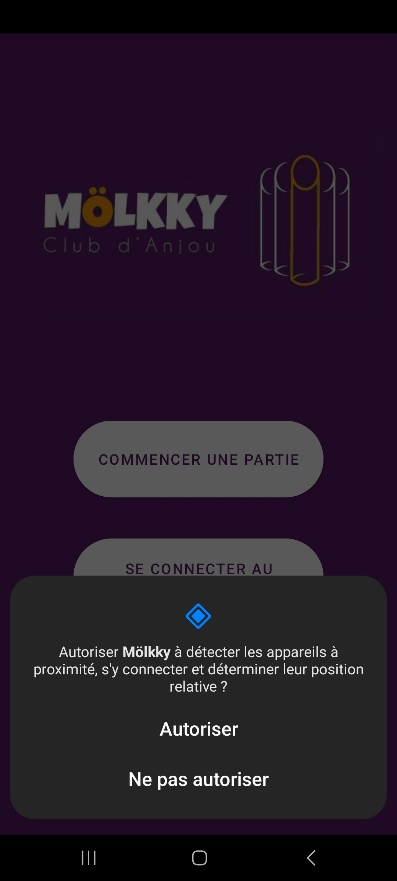 MÖLKKY
Club d'Anjou
COMMENCER UNE PARTIE
SE CONNECTER AU
Autoriser Mölkky à détecter les appareils à
proximité, s'y connecter et déterminer leur position
relative ?
Autoriser
Ne pas autoriser